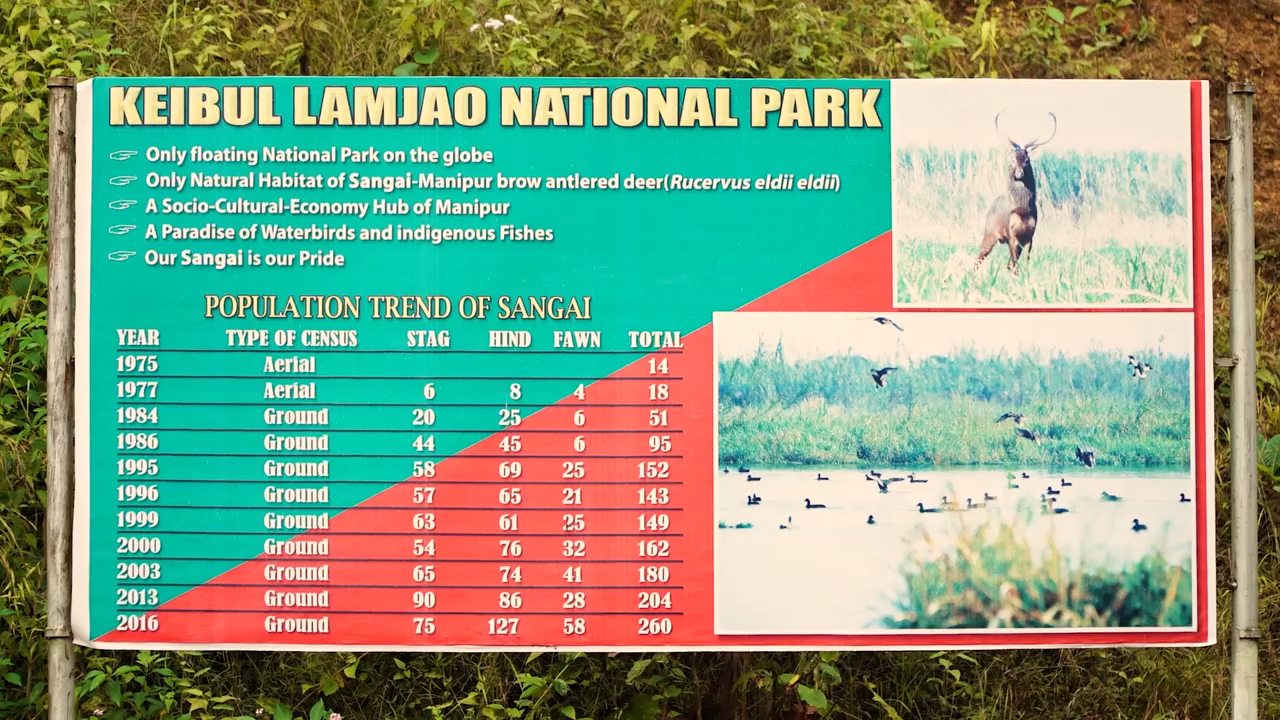 KEIBUL LAMJAO NATIONAL PARK
Only floating National Park on the globe
Only Natural Habitat of Sangai-Manipur brow antlered deer(Rucervus eldii eldii)
A Socio-Cultural-Economy Hub of Manipur
A Paradise of Waterbirds and indigenous Fishes
Our Sangai is our Pride
POPULATION TREND OF SANGAI
YEAR TYPE OF CENSUS STAG HIND FAWN TOTAL
1975 Aerial 14
1977 Aerial 6 8 4 18
1984 Ground 20 25 6 51
1986 Ground 44 45 6 95
1995 Ground 58 69 25 152
1996 Ground 57 65 21 143
1999 Ground 63 61 25 149
2000 Ground 54 76 32 162
2003 Ground 65 74 41 180
2013 Ground 90 86 28 204
2016 Ground 75 127 58 260